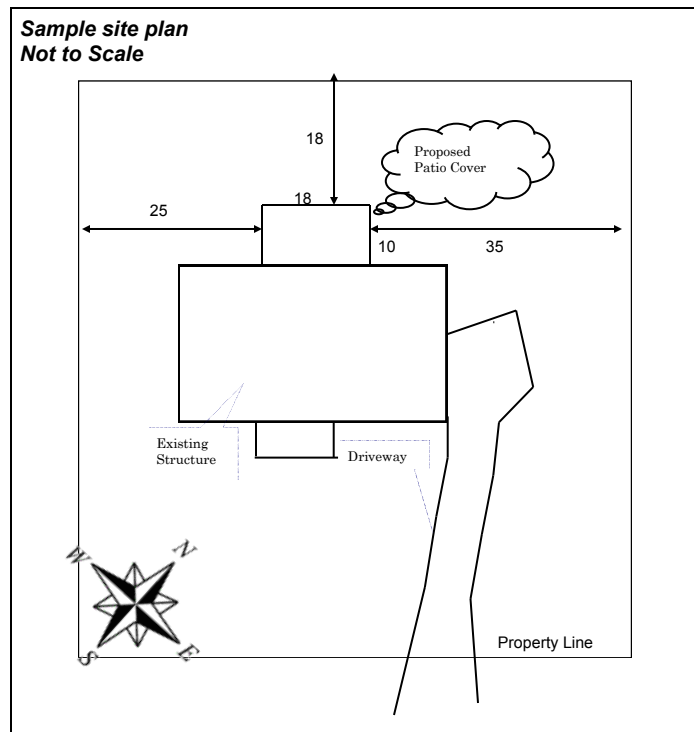 Sample site plan
Not to Scale
18
Proposed
Patio Cover
25
18
10
35
Existing
Structure
Driveway
W
N
S
E
Property Line